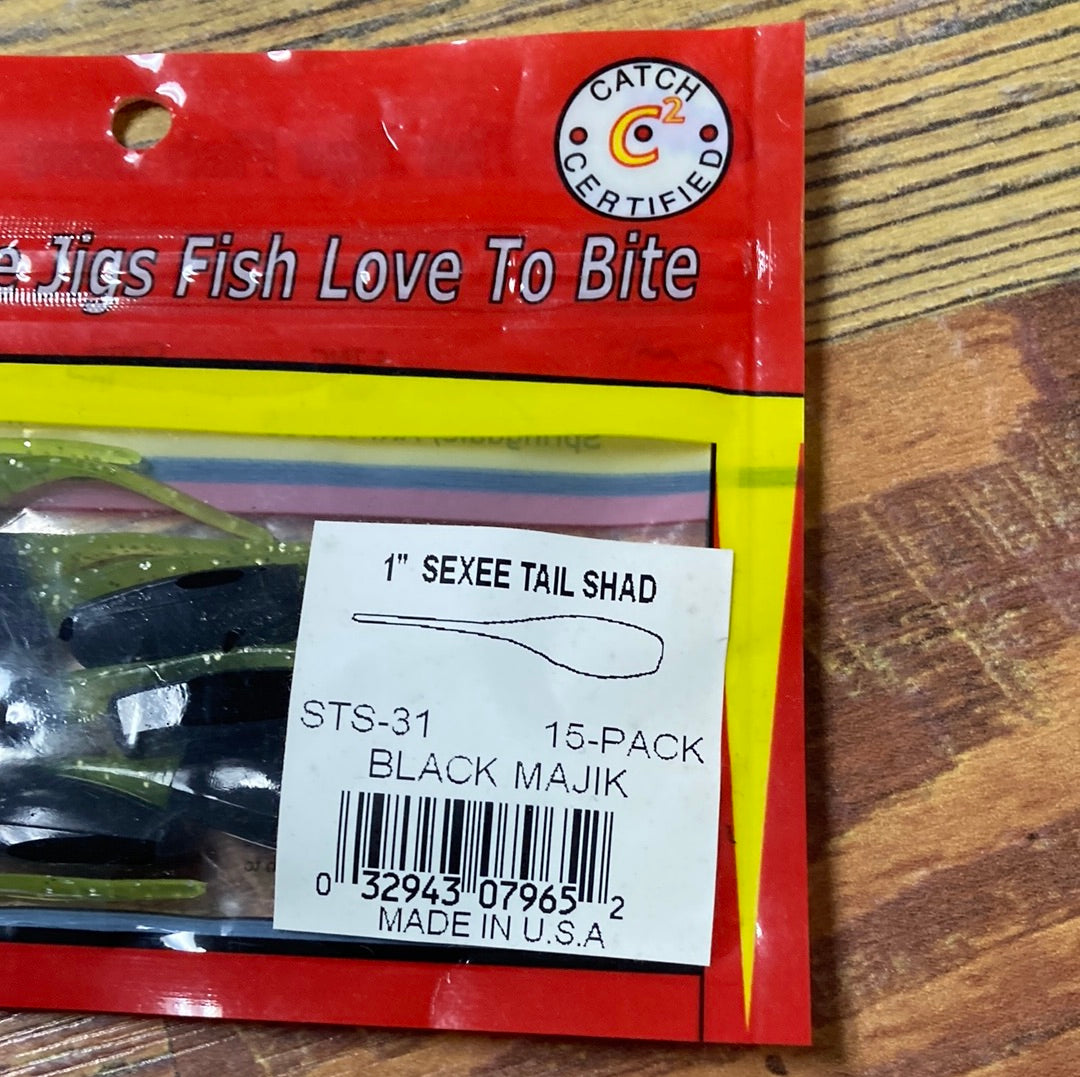 CATCH
C2
CERTIFIED
Jigs Fish Love To Bite
1" SEXEE TAIL SHAD
STS-31 15-PACK
BLACK MAJIK
0 32943 07965 2
MADE IN U.S.A